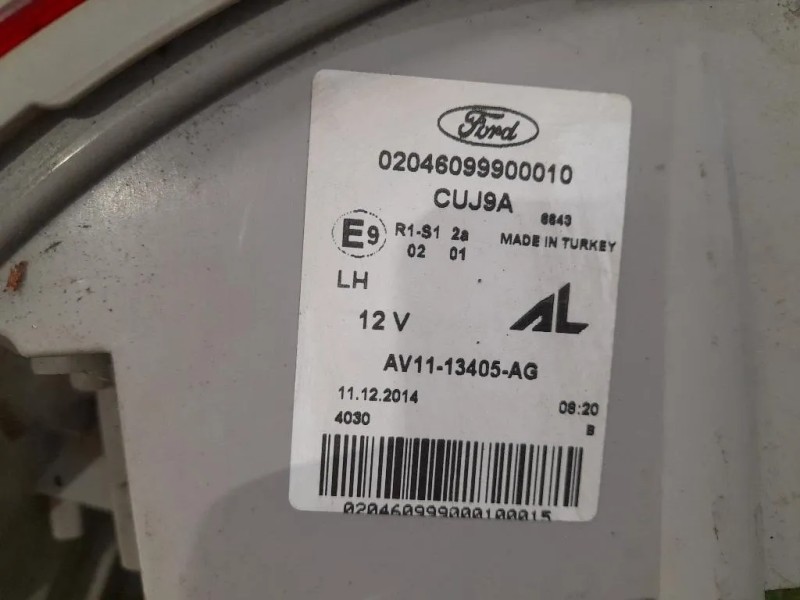 Ford
02046099900010
CUJ9A
6643
E9 R1-S1 2a MADE IN TURKEY
02 01
LH
12 V AL
AV11-13405-AG
11.12.2014 08:20
4030 B
020460999000100015